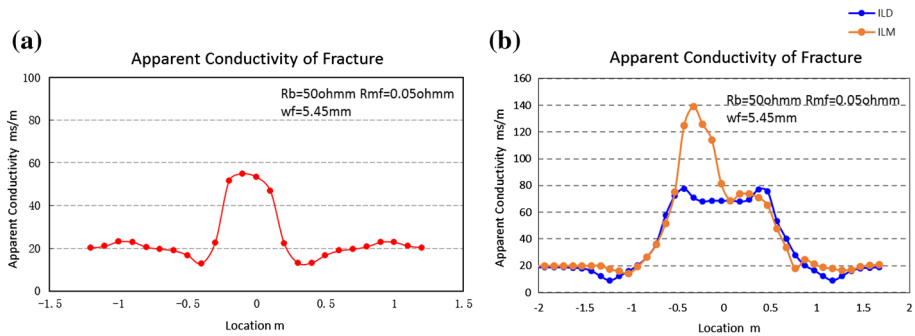 (a)
Apparent Conductivity of Fracture
Rb=50ohmm Rmf=0.05ohmm
wf=5.45mm
Apparent Conductivity ms/m
100
80
60
40
20
0
−1.5 −1 −0.5 0 0.5 1 1.5
Location m
ILD
ILM
(b)
Apparent Conductivity of Fracture
Rb=50ohmm Rmf=0.05ohmm
wf=5.45mm
Apparent Conductivity ms/m
160
140
120
100
80
60
40
20
0
-2 -1.5 -1 -0.5 0 0.5 1 1.5 2
Location m